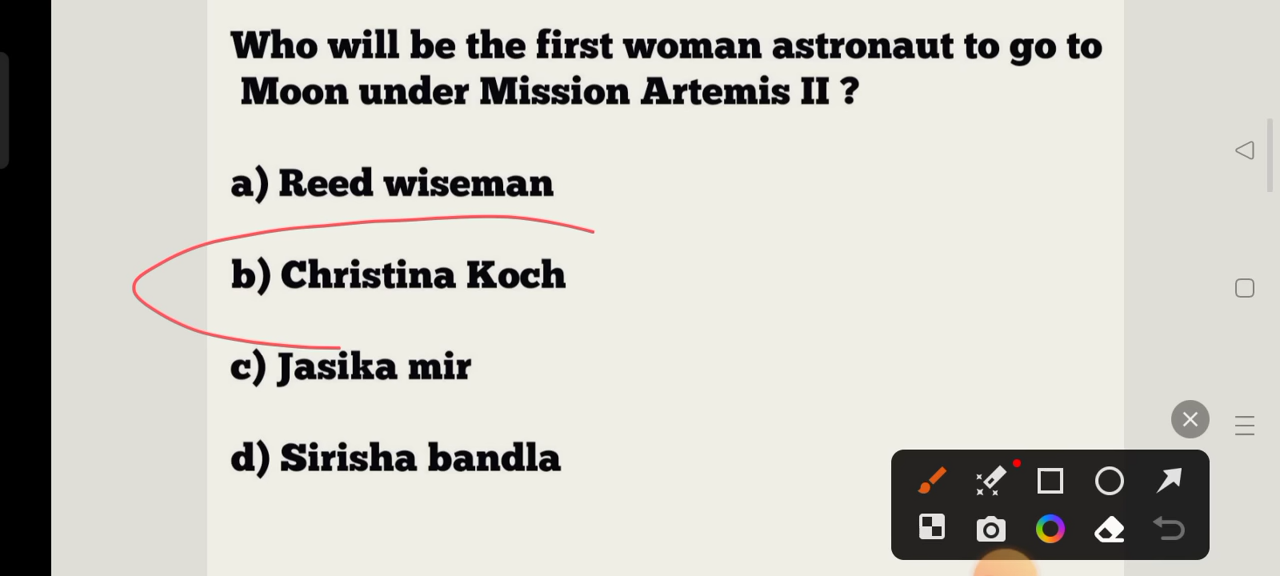 Who will be the first woman astronaut to go to
Moon under Mission Artemis II ?
a) Reed wiseman
b) Christina Koch
c) Jasika mir
d) Sirisha bandla